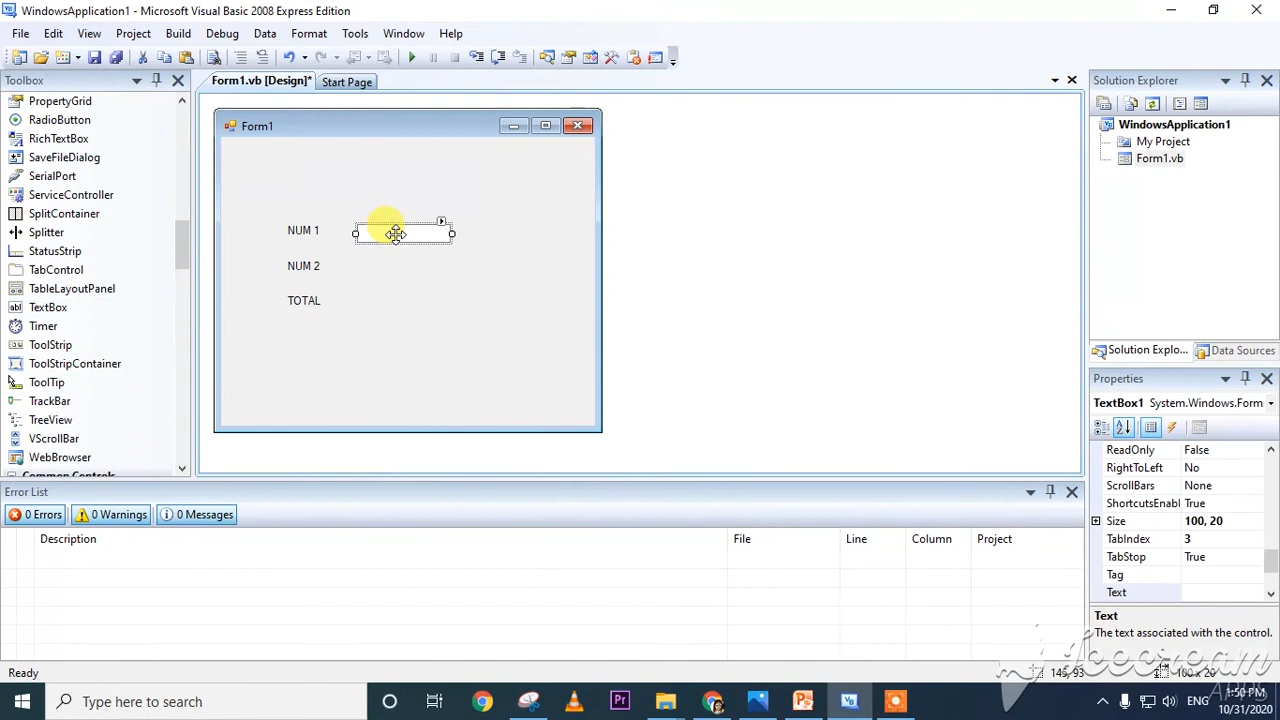 WindowsApplication1 - Microsoft Visual Basic 2008 Express Edition
File Edit View Project Build Debug Data Format Tools Window Help
Toolbox
Form1.vb [Design]* Start Page
Solution Explorer
PropertyGrid
RadioButton
RichTextBox
SaveFileDialog
SerialPort
ServiceController
SplitContainer
Splitter
StatusStrip
TabControl
TableLayoutPanel
TextBox
Timer
ToolStrip
ToolStripContainer
ToolTip
TrackBar
TreeView
VScrollBar
WebBrowser
Common Controls
Form1
NUM 1
NUM 2
TOTAL
WindowsApplication1
My Project
Form1.vb
Solution Explo... Data Sources
Properties
TextBox1 System.Windows.Form
ReadOnly False
RightToLeft No
ScrollBars None
ShortcutsEnabl True
Size 100, 20
TabIndex 3
TabStop True
Tag
Text
Text
The text associated with the control.
Error List
0 Errors 0 Warnings 0 Messages
Description File Line Column Project
Ready 145, 93 100 x 20
Type here to search
ENG 1:50 PM
10/31/2020